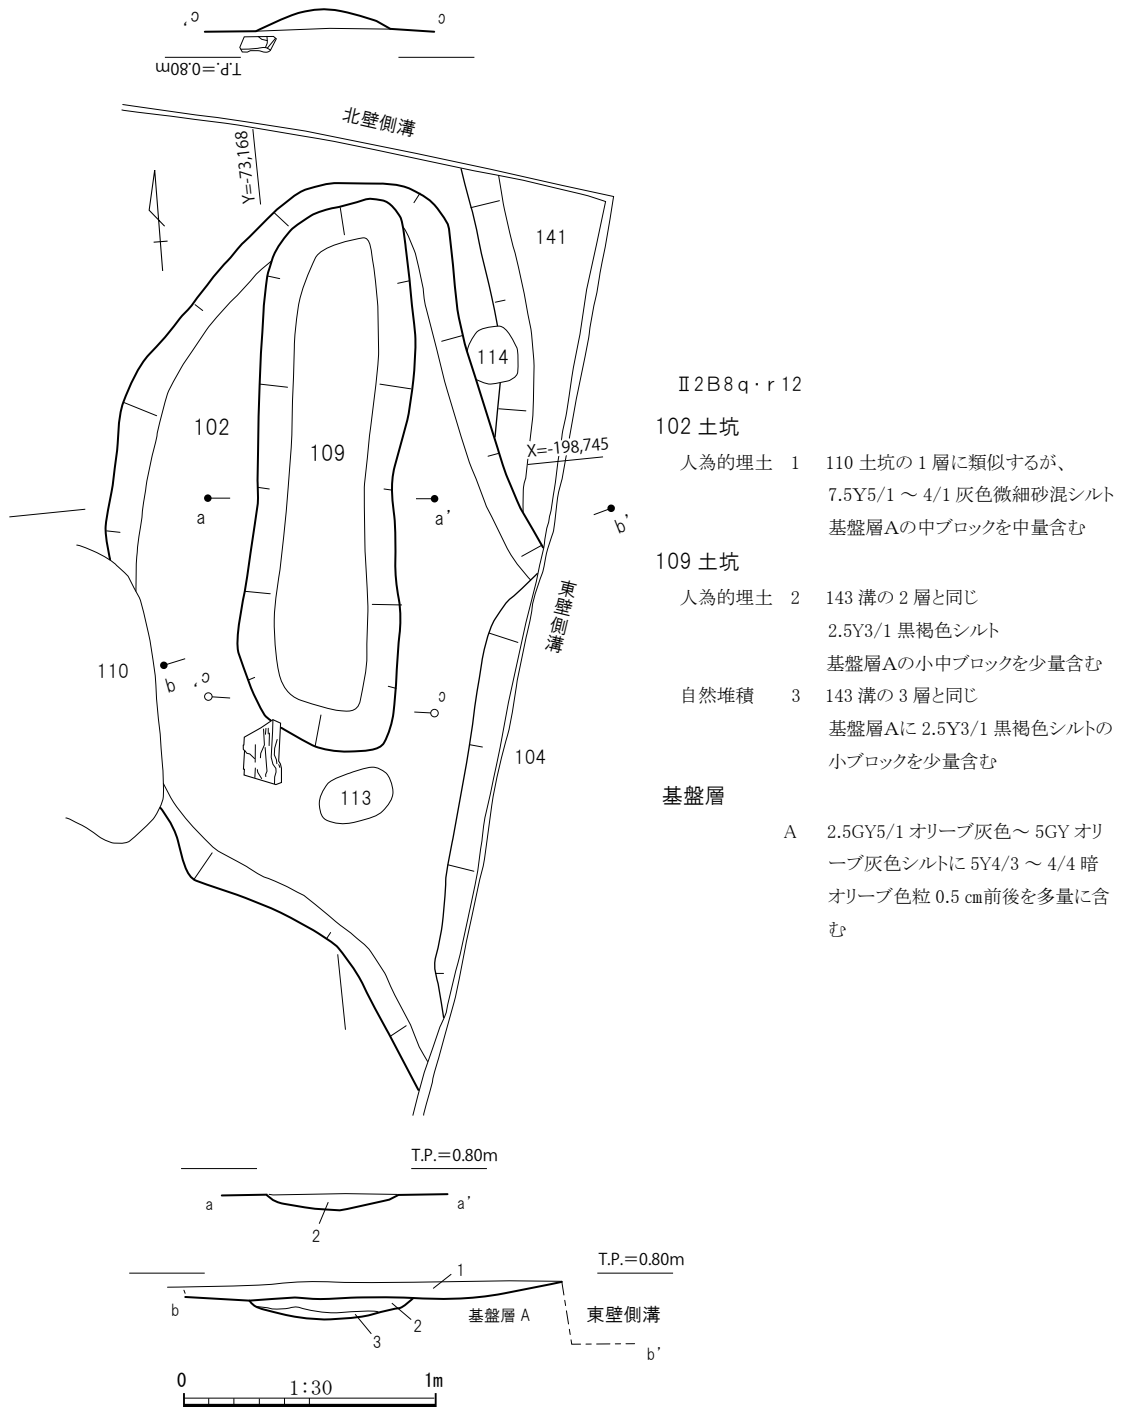 c’ c
T.P.=0.80m
北壁側溝
Y=-73,168
141
114
102
109
X=-198,745
a a’
b’
東壁側溝
110
b c’ c
104
113
Ⅱ2B8q・r12
102 土坑
人為的埋土 1 110 土坑の 1 層に類似するが、
7.5Y5/1 ～ 4/1 灰色微細砂混シルト
基盤層Aの中ブロックを中量含む
109 土坑
人為的埋土 2 143 溝の 2 層と同じ
2.5Y3/1 黒褐色シルト
基盤層Aの小中ブロックを少量含む
自然堆積 3 143 溝の 3 層と同じ
基盤層Aに 2.5Y3/1 黒褐色シルトの
小ブロックを少量含む
基盤層
A 2.5GY5/1 オリーブ灰色～ 5GY オリ
ーブ灰色シルトに 5Y4/3 ～ 4/4 暗
オリーブ色粒 0.5 ㎝前後を多量に含
む
T.P.=0.80m
a a’
2
T.P.=0.80m
1
b 2 基盤層 A 東壁側溝
3 b’
0 1:30 1m